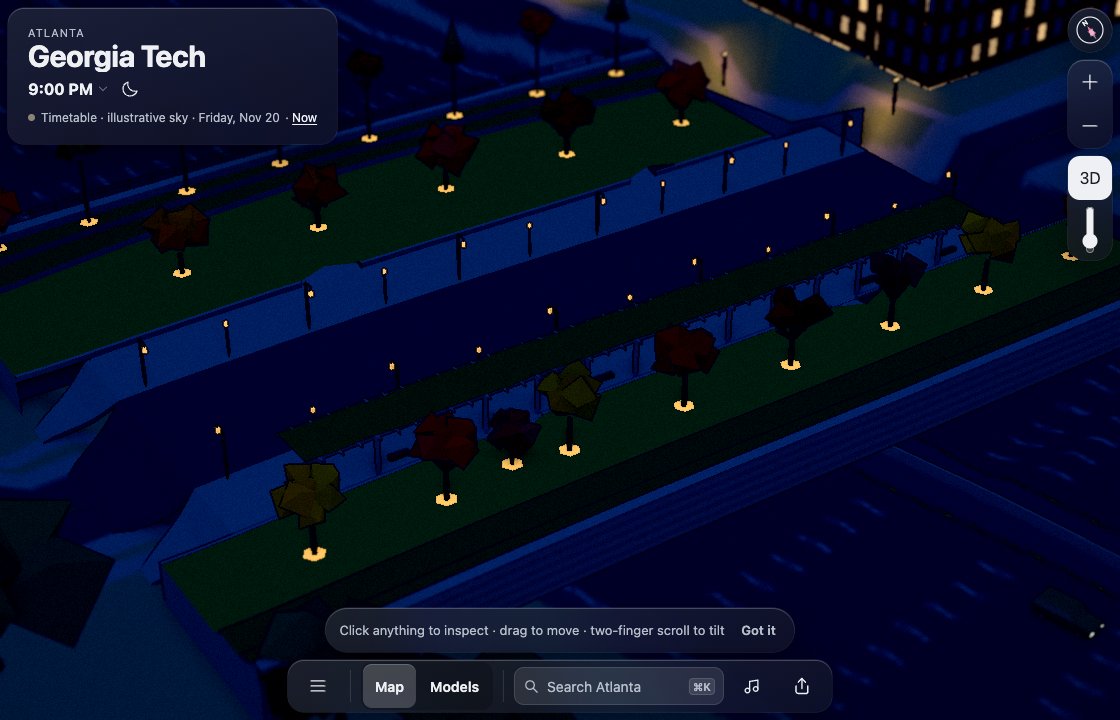 ATLANTA
Georgia Tech
9:00 PM
Timetable · illustrative sky · Friday, Nov 20 · Now
3D
Click anything to inspect · drag to move · two-finger scroll to tilt Got it
Map Models Search Atlanta ⌘K